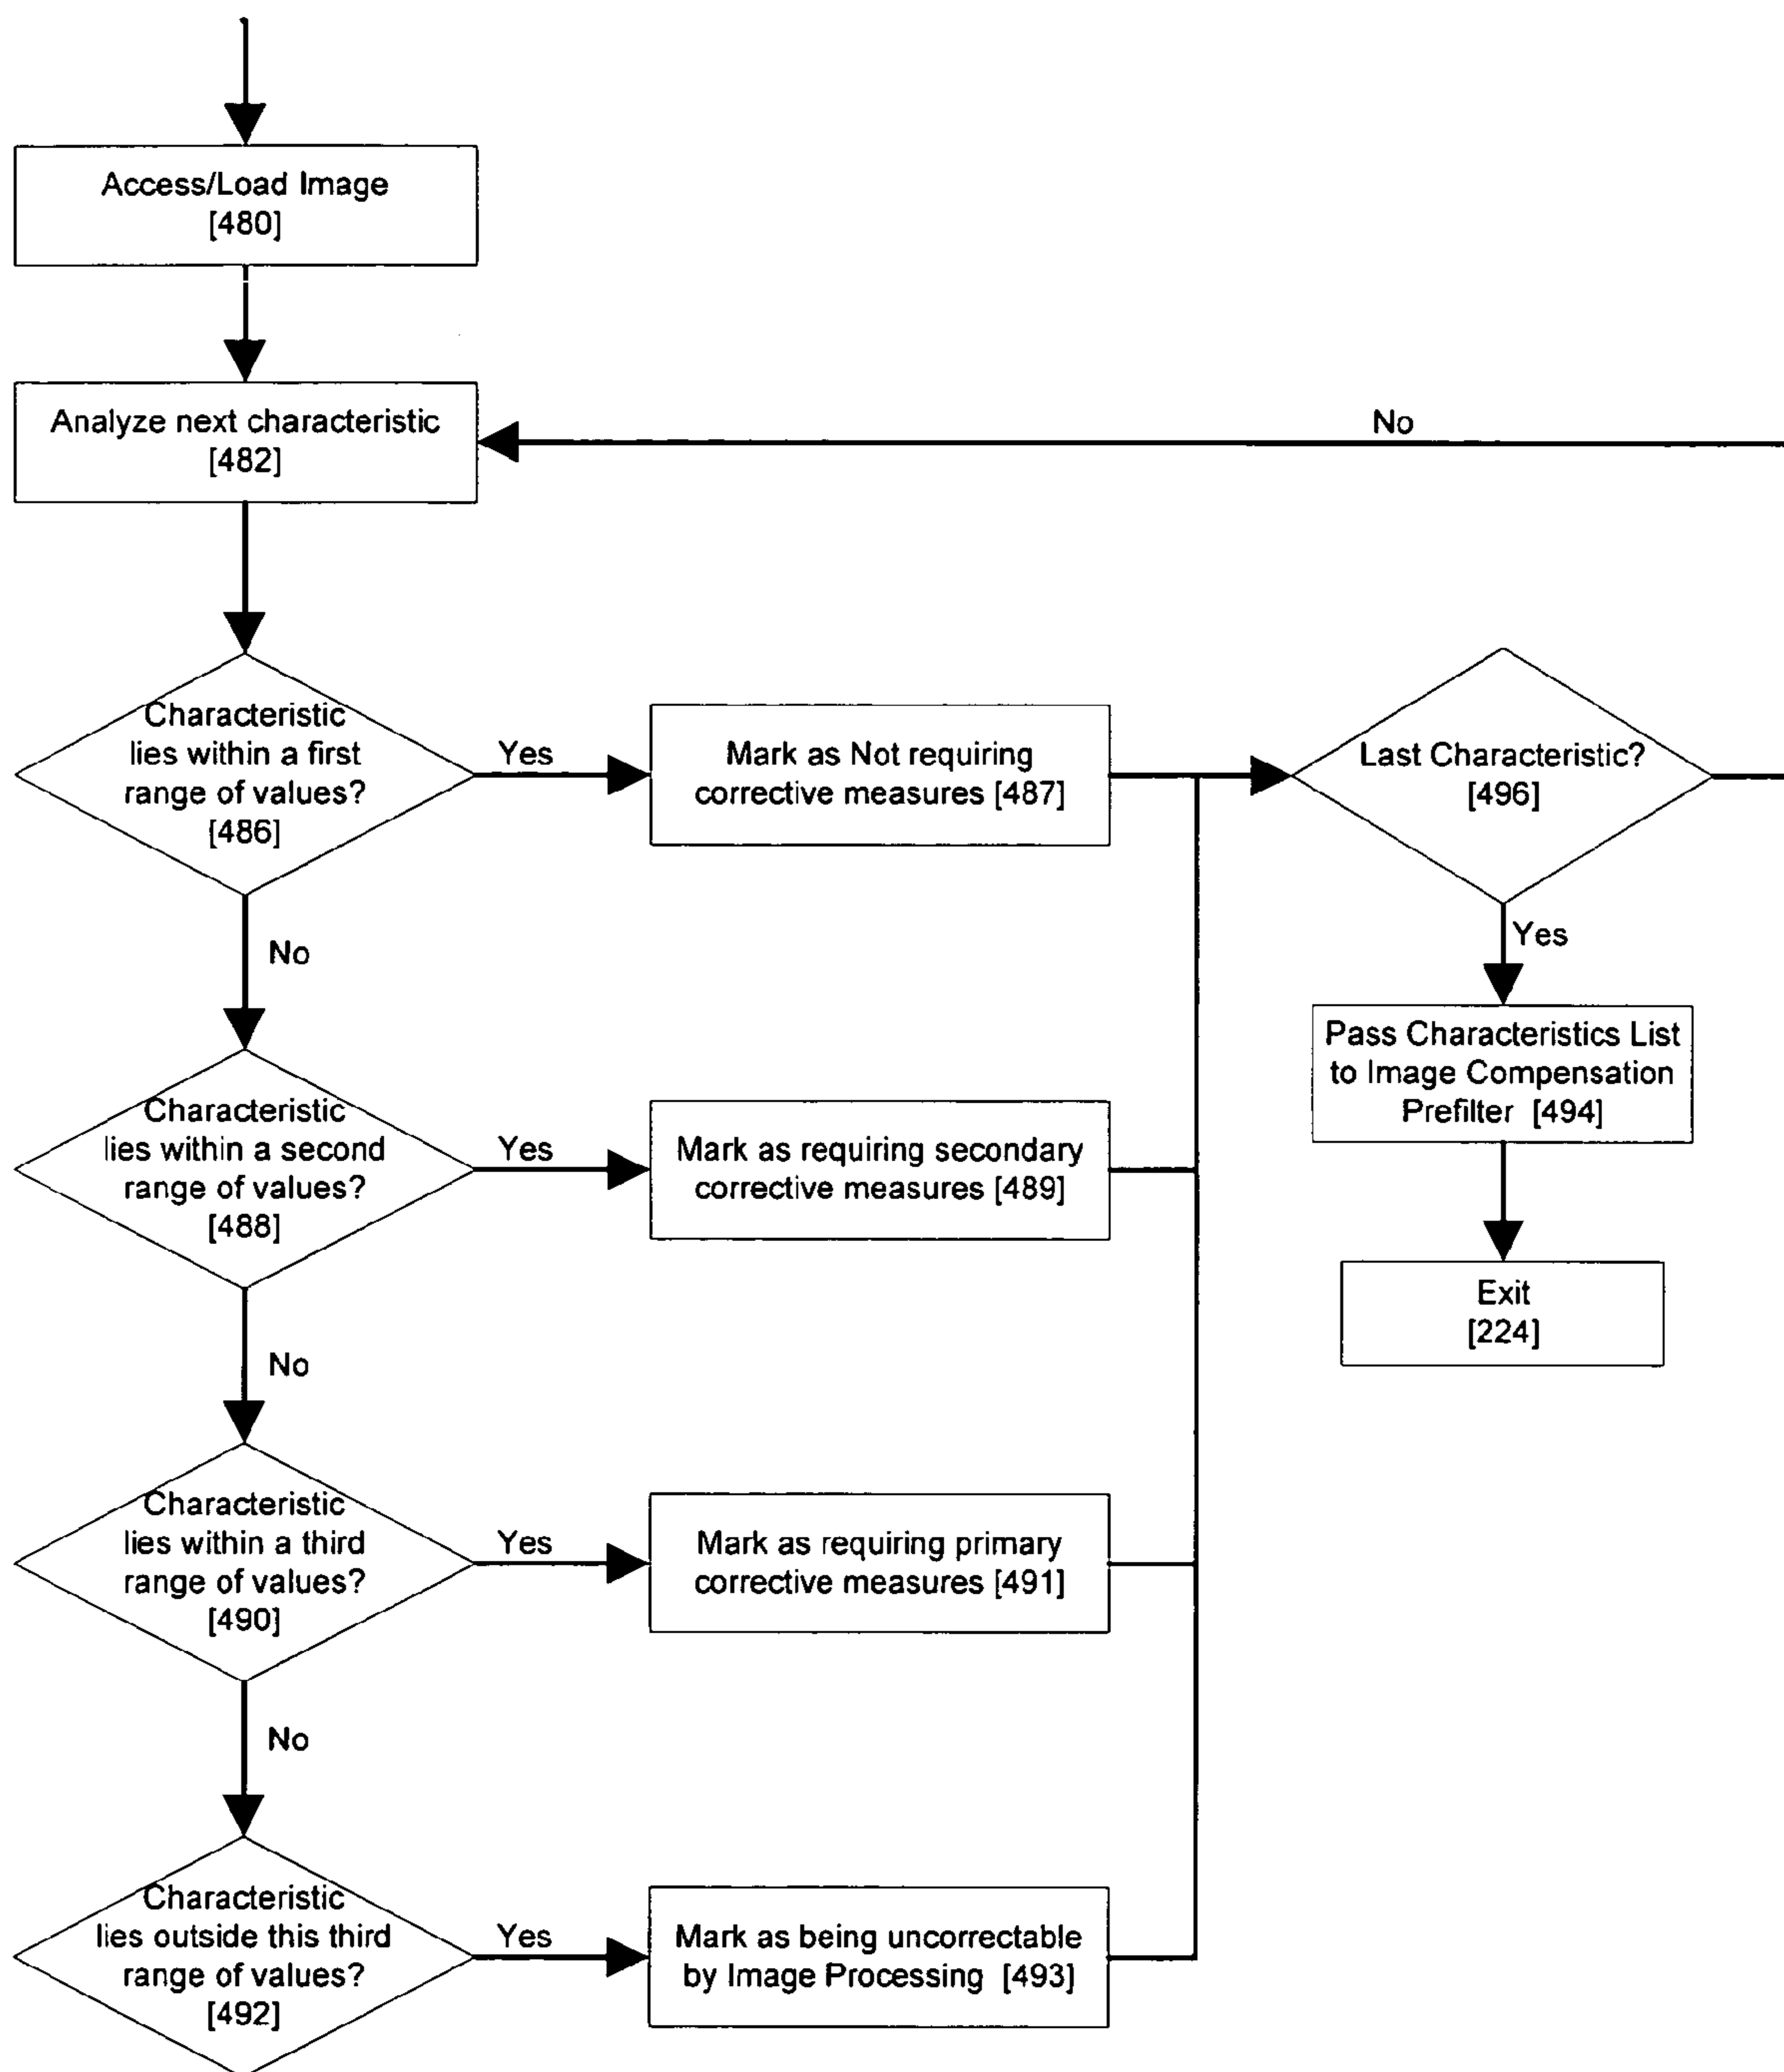 Access/Load Image
[480]
Analyze next characteristic
[482]
No
Characteristic
lies within a first
range of values?
[486]
Yes
Mark as Not requiring
corrective measures [487]
Last Characteristic?
[496]
No
Yes
Pass Characteristics List
to Image Compensation
Prefilter [494]
Exit
[224]
Characteristic
lies within a second
range of values?
[488]
Yes
Mark as requiring secondary
corrective measures [489]
No
Characteristic
lies within a third
range of values?
[490]
Yes
Mark as requiring primary
corrective measures [491]
No
Characteristic
lies outside this third
range of values?
[492]
Yes
Mark as being uncorrectable
by Image Processing [493]